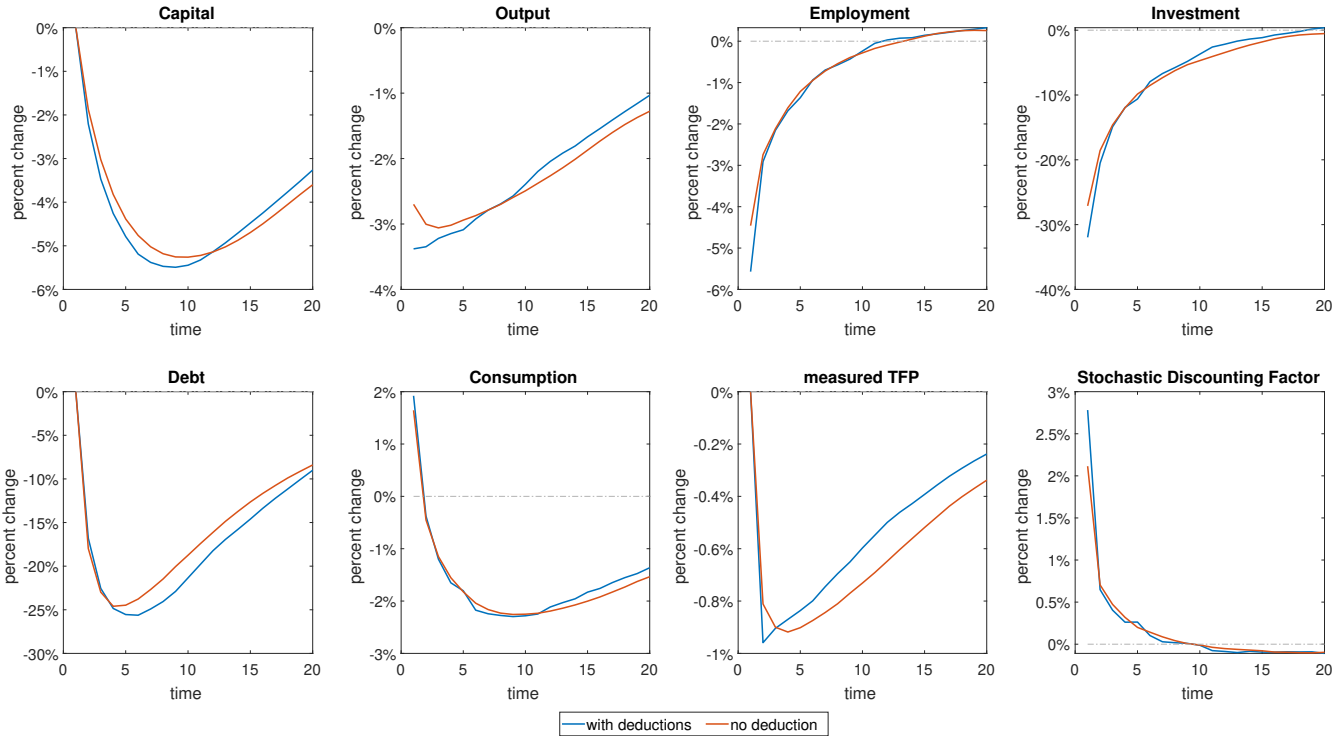 Capital
0%
-1%
-2%
-3%
-4%
-5%
-6%
percent change
0 5 10 15 20
time
Output
0%
-1%
-2%
-3%
-4%
percent change
0 5 10 15 20
time
Employment
0%
-1%
-2%
-3%
-4%
-5%
-6%
percent change
0 5 10 15 20
time
Investment
0%
-10%
-20%
-30%
-40%
percent change
0 5 10 15 20
time
Debt
0%
-5%
-10%
-15%
-20%
-25%
-30%
percent change
0 5 10 15 20
time
Consumption
2%
1%
0%
-1%
-2%
-3%
percent change
0 5 10 15 20
time
measured TFP
0%
-0.2%
-0.4%
-0.6%
-0.8%
-1%
percent change
0 5 10 15 20
time
Stochastic Discounting Factor
3%
2.5%
2%
1.5%
1%
0.5%
0%
percent change
0 5 10 15 20
time
with deductions no deduction